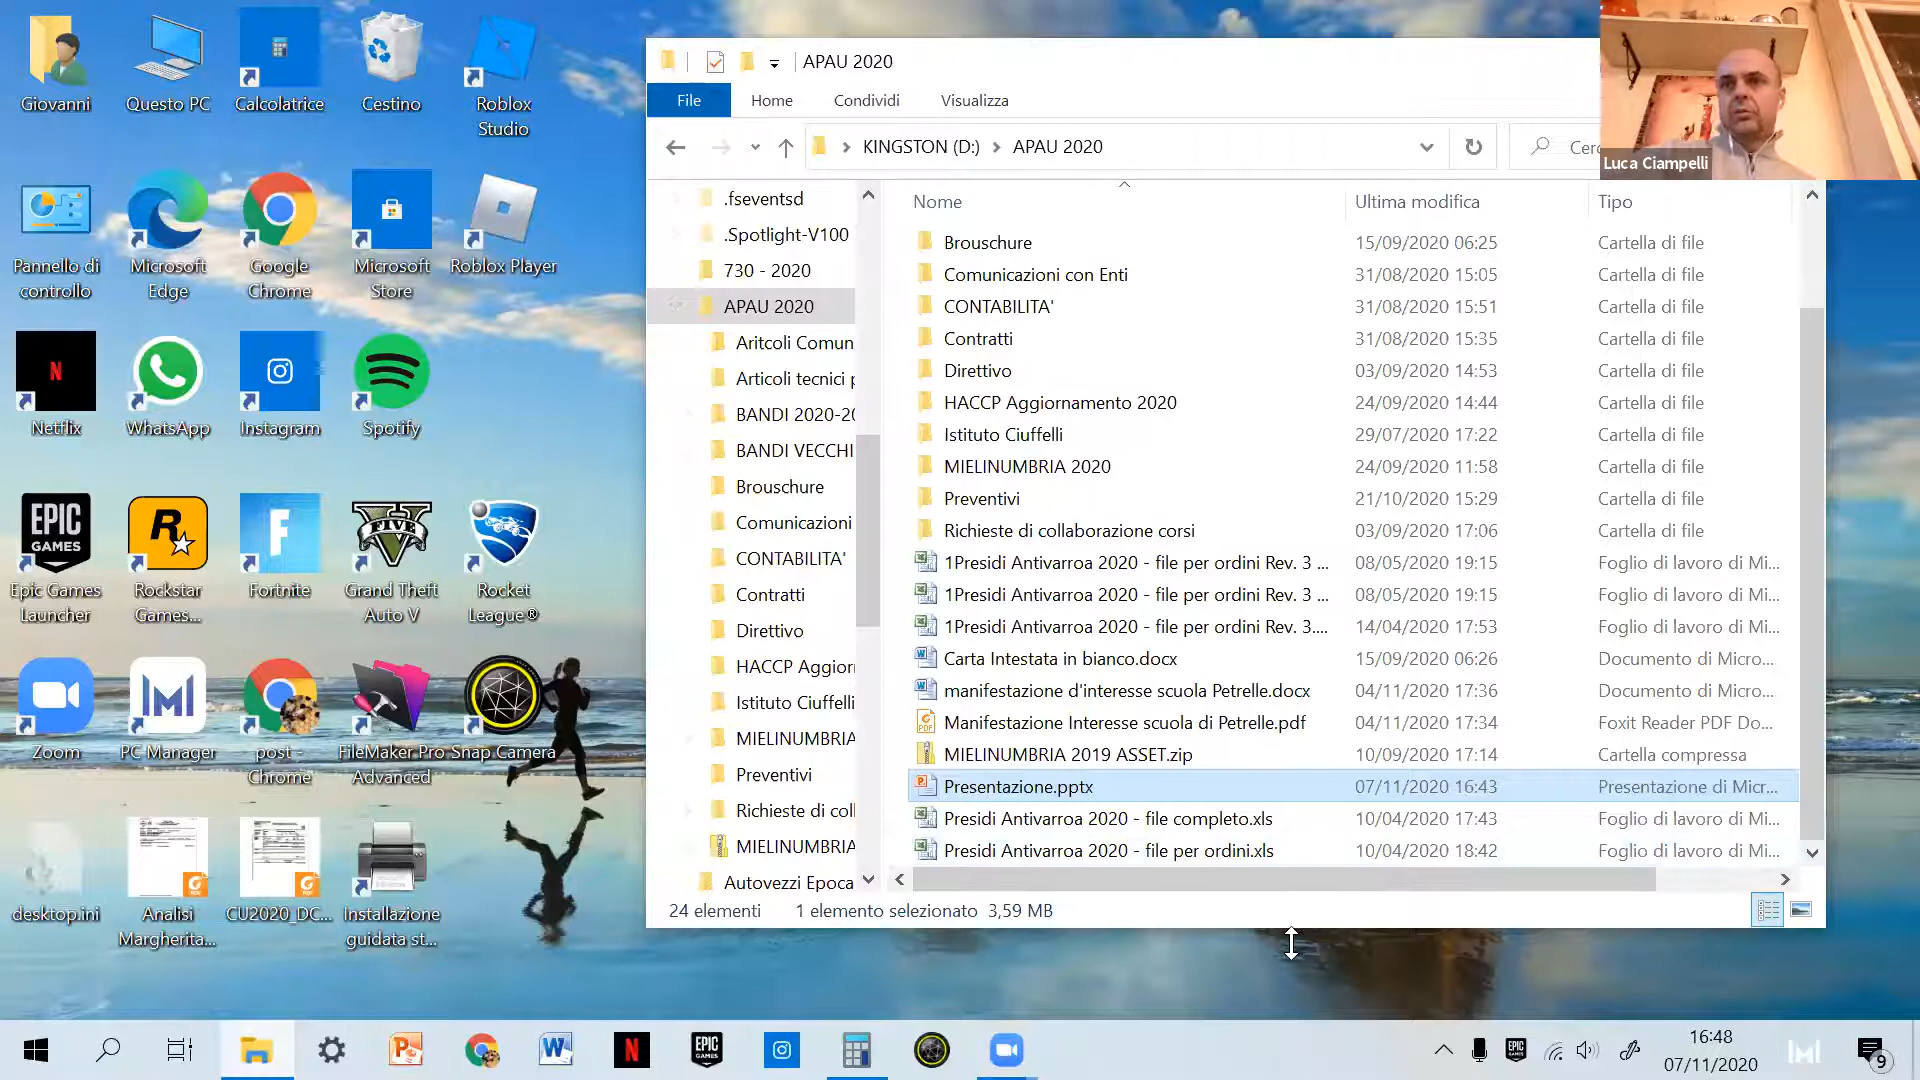 Giovanni
Questo PC
Calcolatrice
Cestino
Roblox
Studio
Pannello di
controllo
Microsoft
Edge
Google
Chrome
Microsoft
Store
Roblox Player
N
Netflix
WhatsApp
Instagram
Spotify
EPIC
GAMES
Epic Games
Launcher
R
Rockstar
Games...
F
Fortnite
FIVE
Grand Theft
Auto V
Rocket
League®
Zoom
PC Manager
post -
Chrome
FileMaker Pro
Advanced
Snap Camera
desktop.ini
Analisi
Margherita...
CU2020_DC...
Installazione
guidata st...
APAU 2020
File
Home
Condividi
Visualizza
KINGSTON (D:)
APAU 2020
Cerc
Luca Ciampelli
.fseventsd
.Spotlight-V100
730 - 2020
APAU 2020
Aritcoli Comun
Articoli tecnici p
BANDI 2020-20
BANDI VECCHI
Brouschure
Comunicazioni
CONTABILITA'
Contratti
Direttivo
HACCP Aggior
Istituto Ciuffelli
MIELINUMBRIA
Preventivi
Richieste di coll
MIELINUMBRIA
Autovezzi Epoca
Nome Ultima modifica Tipo
Brouschure 15/09/2020 06:25 Cartella di file
Comunicazioni con Enti 31/08/2020 15:05 Cartella di file
CONTABILITA' 31/08/2020 15:51 Cartella di file
Contratti 31/08/2020 15:35 Cartella di file
Direttivo 03/09/2020 14:53 Cartella di file
HACCP Aggiornamento 2020 24/09/2020 14:44 Cartella di file
Istituto Ciuffelli 29/07/2020 17:22 Cartella di file
MIELINUMBRIA 2020 24/09/2020 11:58 Cartella di file
Preventivi 21/10/2020 15:29 Cartella di file
Richieste di collaborazione corsi 03/09/2020 17:06 Cartella di file
1Presidi Antivarroa 2020 - file per ordini Rev. 3 ... 08/05/2020 19:15 Foglio di lavoro di Mi...
1Presidi Antivarroa 2020 - file per ordini Rev. 3 ... 08/05/2020 19:15 Foglio di lavoro di Mi...
1Presidi Antivarroa 2020 - file per ordini Rev. 3.... 14/04/2020 17:53 Foglio di lavoro di Mi...
Carta Intestata in bianco.docx 15/09/2020 06:26 Documento di Micro...
manifestazione d'interesse scuola Petrelle.docx 04/11/2020 17:36 Documento di Micro...
Manifestazione Interesse scuola di Petrelle.pdf 04/11/2020 17:34 Foxit Reader PDF Do...
MIELINUMBRIA 2019 ASSET.zip 10/09/2020 17:14 Cartella compressa
Presentazione.pptx 07/11/2020 16:43 Presentazione di Micr...
Presidi Antivarroa 2020 - file completo.xls 10/04/2020 17:43 Foglio di lavoro di Mi...
Presidi Antivarroa 2020 - file per ordini.xls 10/04/2020 18:42 Foglio di lavoro di Mi...
24 elementi 1 elemento selezionato 3,59 MB
16:48
07/11/2020
9